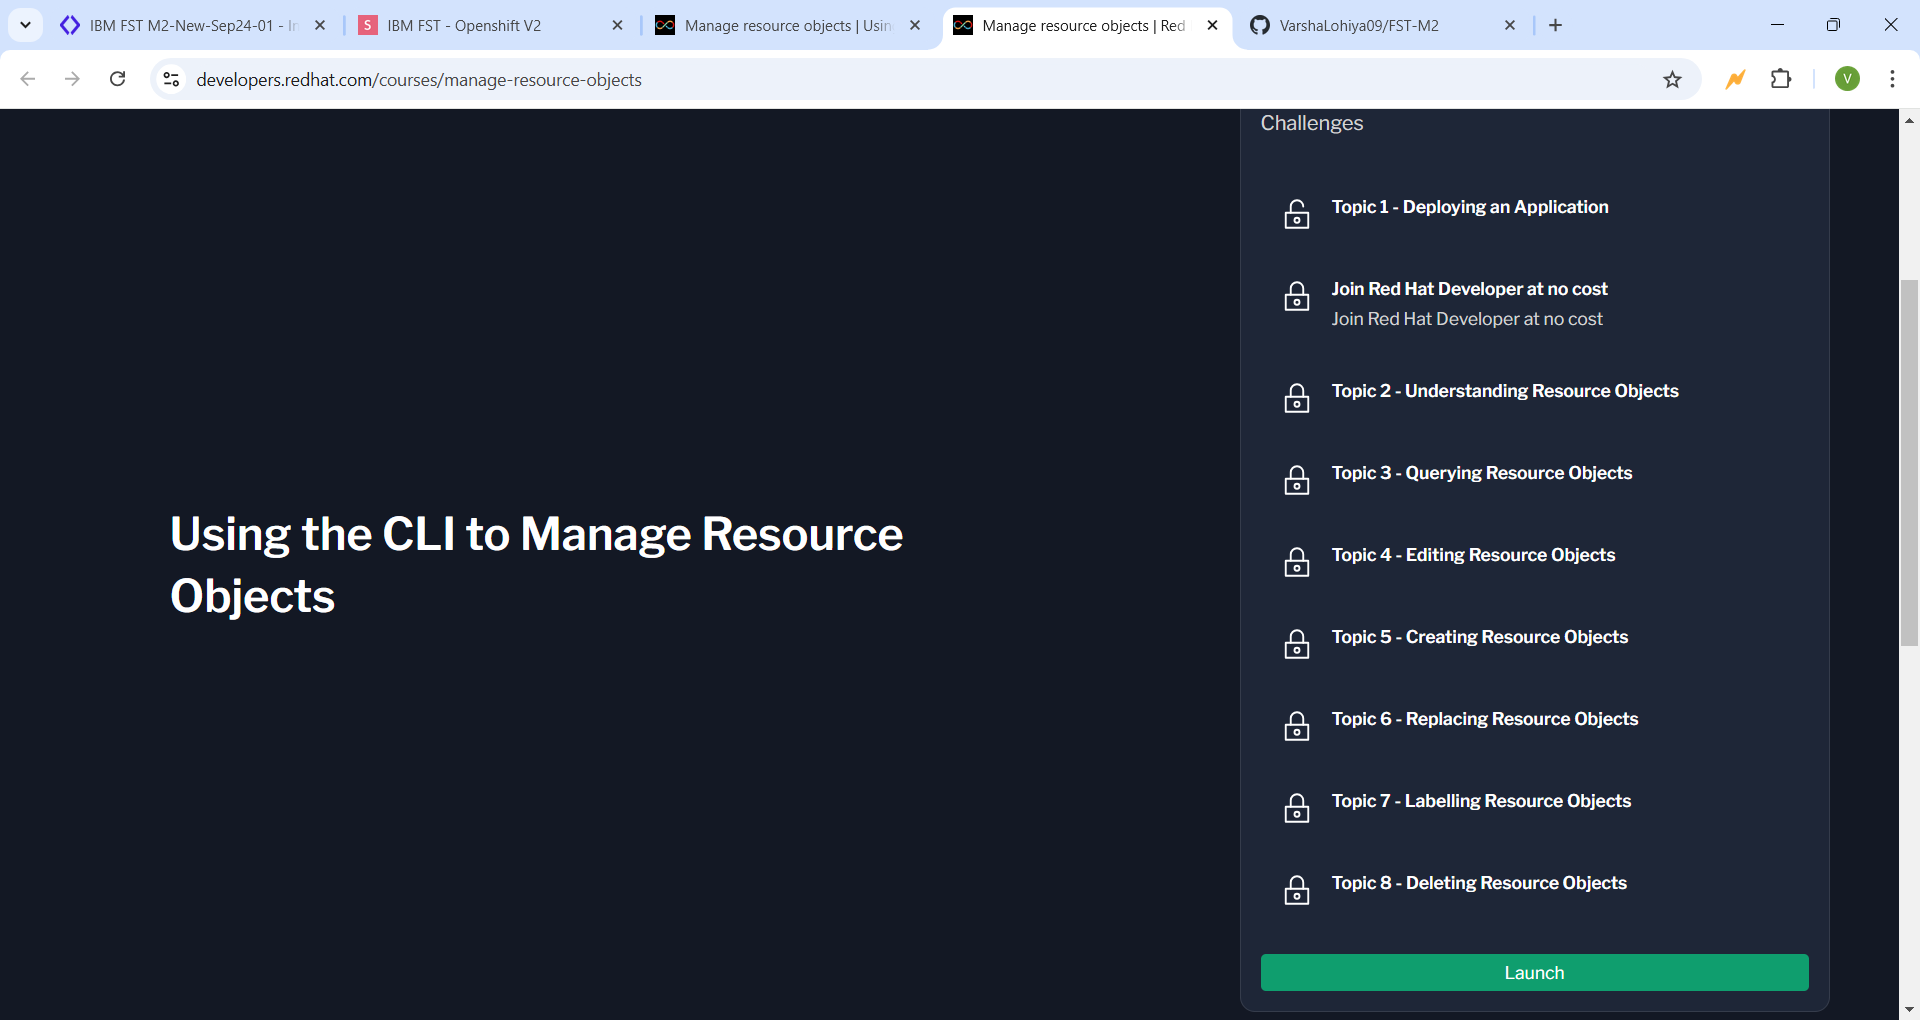 IBM FST M2-New-Sep24-01 - In
IBM FST - Openshift V2
Manage resource objects | Usin
Manage resource objects | Red
VarshaLohiya09/FST-M2
developers.redhat.com/courses/manage-resource-objects
V
S
Challenges
Topic 1 - Deploying an Application
Join Red Hat Developer at no cost
Join Red Hat Developer at no cost
Topic 2 - Understanding Resource Objects
Topic 3 - Querying Resource Objects
Topic 4 - Editing Resource Objects
Topic 5 - Creating Resource Objects
Topic 6 - Replacing Resource Objects
Topic 7 - Labelling Resource Objects
Topic 8 - Deleting Resource Objects
Launch
Using the CLI to Manage Resource
Objects